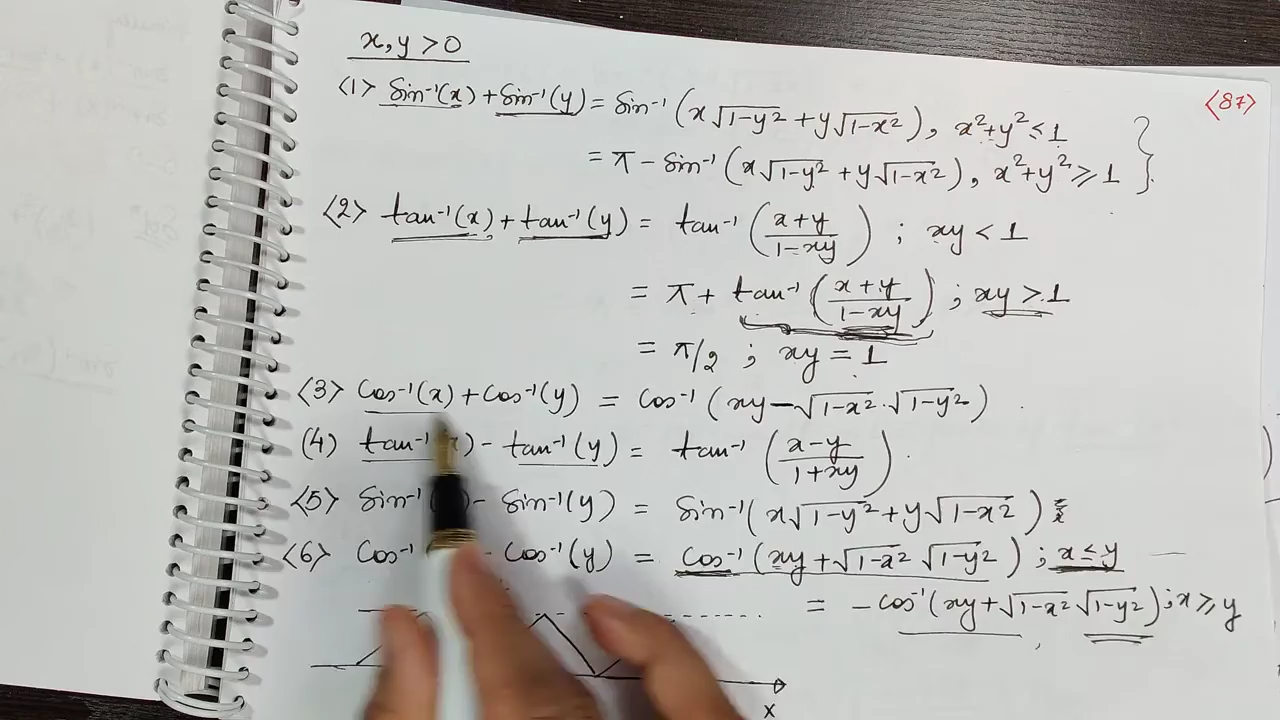 x, y > 0
<87>
<1> Sin⁻¹(x) + Sin⁻¹(y) = Sin⁻¹(x√1-y² + y√1-x²), x²+y² ≤ 1
= π - Sin⁻¹(x√1-y² + y√1-x²), x²+y² ≥ 1
<2> tan⁻¹(x) + tan⁻¹(y) = tan⁻¹(x+y/1-xy) ; xy < 1
= π + tan⁻¹(x+y/1-xy) ; xy > 1
= π/2 ; xy = 1
<3> Cos⁻¹(x) + Cos⁻¹(y) = Cos⁻¹(xy - √1-x² · √1-y²)
(4) tan⁻¹ x) - tan⁻¹(y) = tan⁻¹(x-y/1+xy)
<5> Sin⁻¹ ) - Sin⁻¹(y) = Sin⁻¹(x√1-y² + y√1-x²)
<6> Cos⁻¹ - Cos⁻¹(y) = Cos⁻¹(xy + √1-x² √1-y²) ; x ≤ y
= - Cos⁻¹(xy + √1-x² √1-y²) ; x ≥ y
x